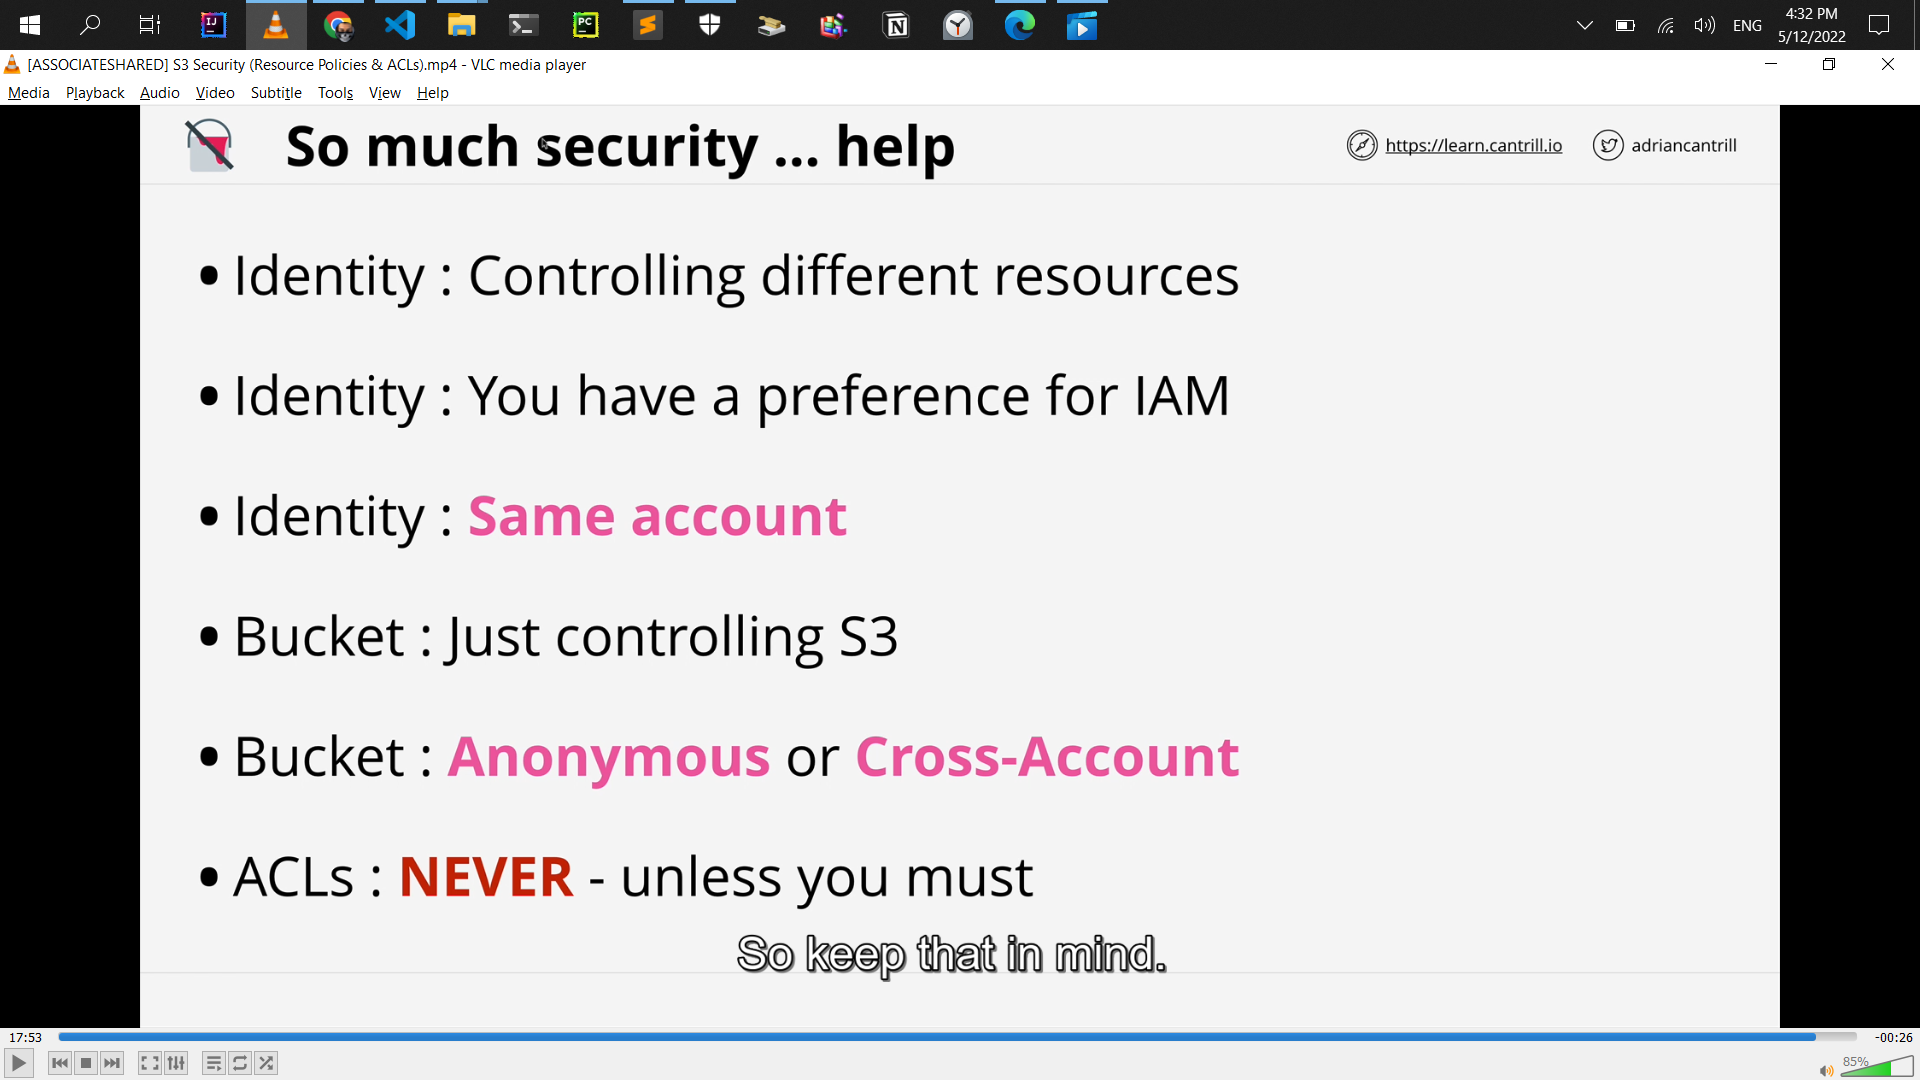 4:32 PM
ENG
5/12/2022
[ASSOCIATESHARED] S3 Security (Resource Policies & ACLs).mp4 - VLC media player
Media Playback Audio Video Subtitle Tools View Help
So much security ... help
https://learn.cantrill.io
adriancantrill
• Identity : Controlling different resources
• Identity : You have a preference for IAM
• Identity : Same account
• Bucket : Just controlling S3
• Bucket : Anonymous or Cross-Account
• ACLs : NEVER - unless you must
So keep that in mind.
17:53
-00:26
85%